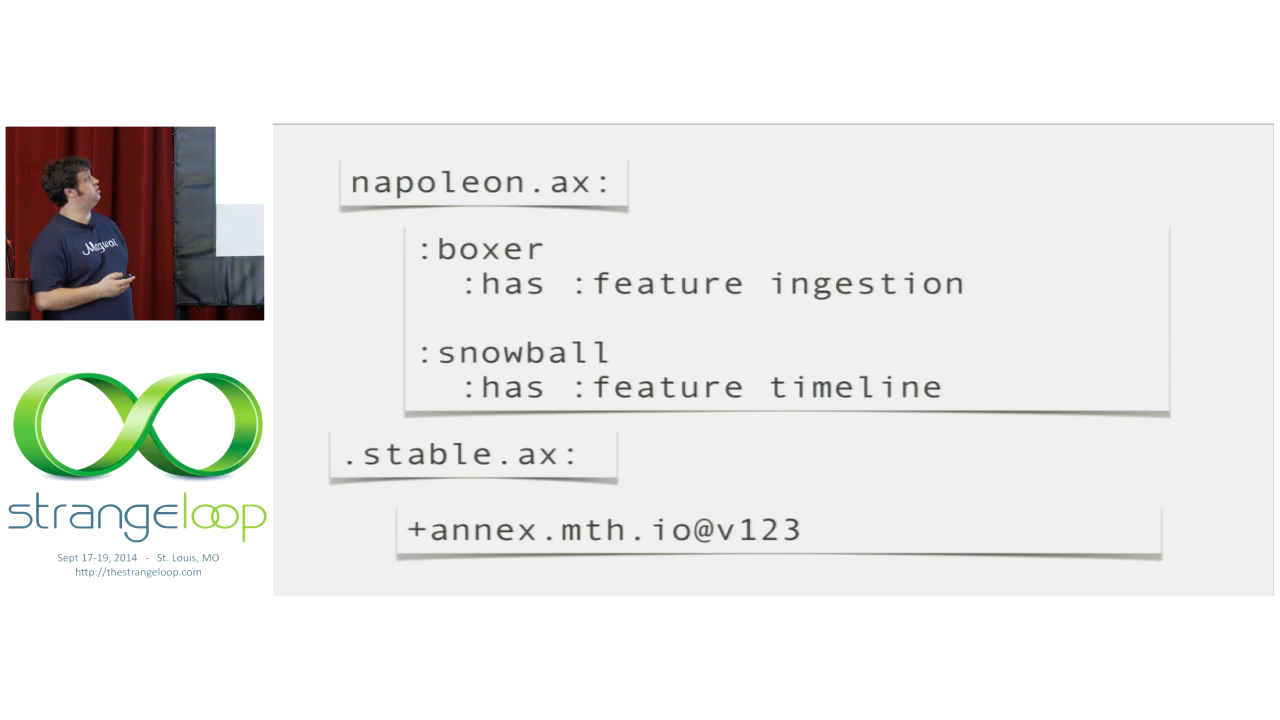 Mogwai
strangeloop
Sept 17-19, 2014 - St. Louis, MO
http://thestrangeloop.com
napoleon.ax:
:boxer
:has :feature ingestion
:snowball
:has :feature timeline
.stable.ax:
+annex.mth.io@v123